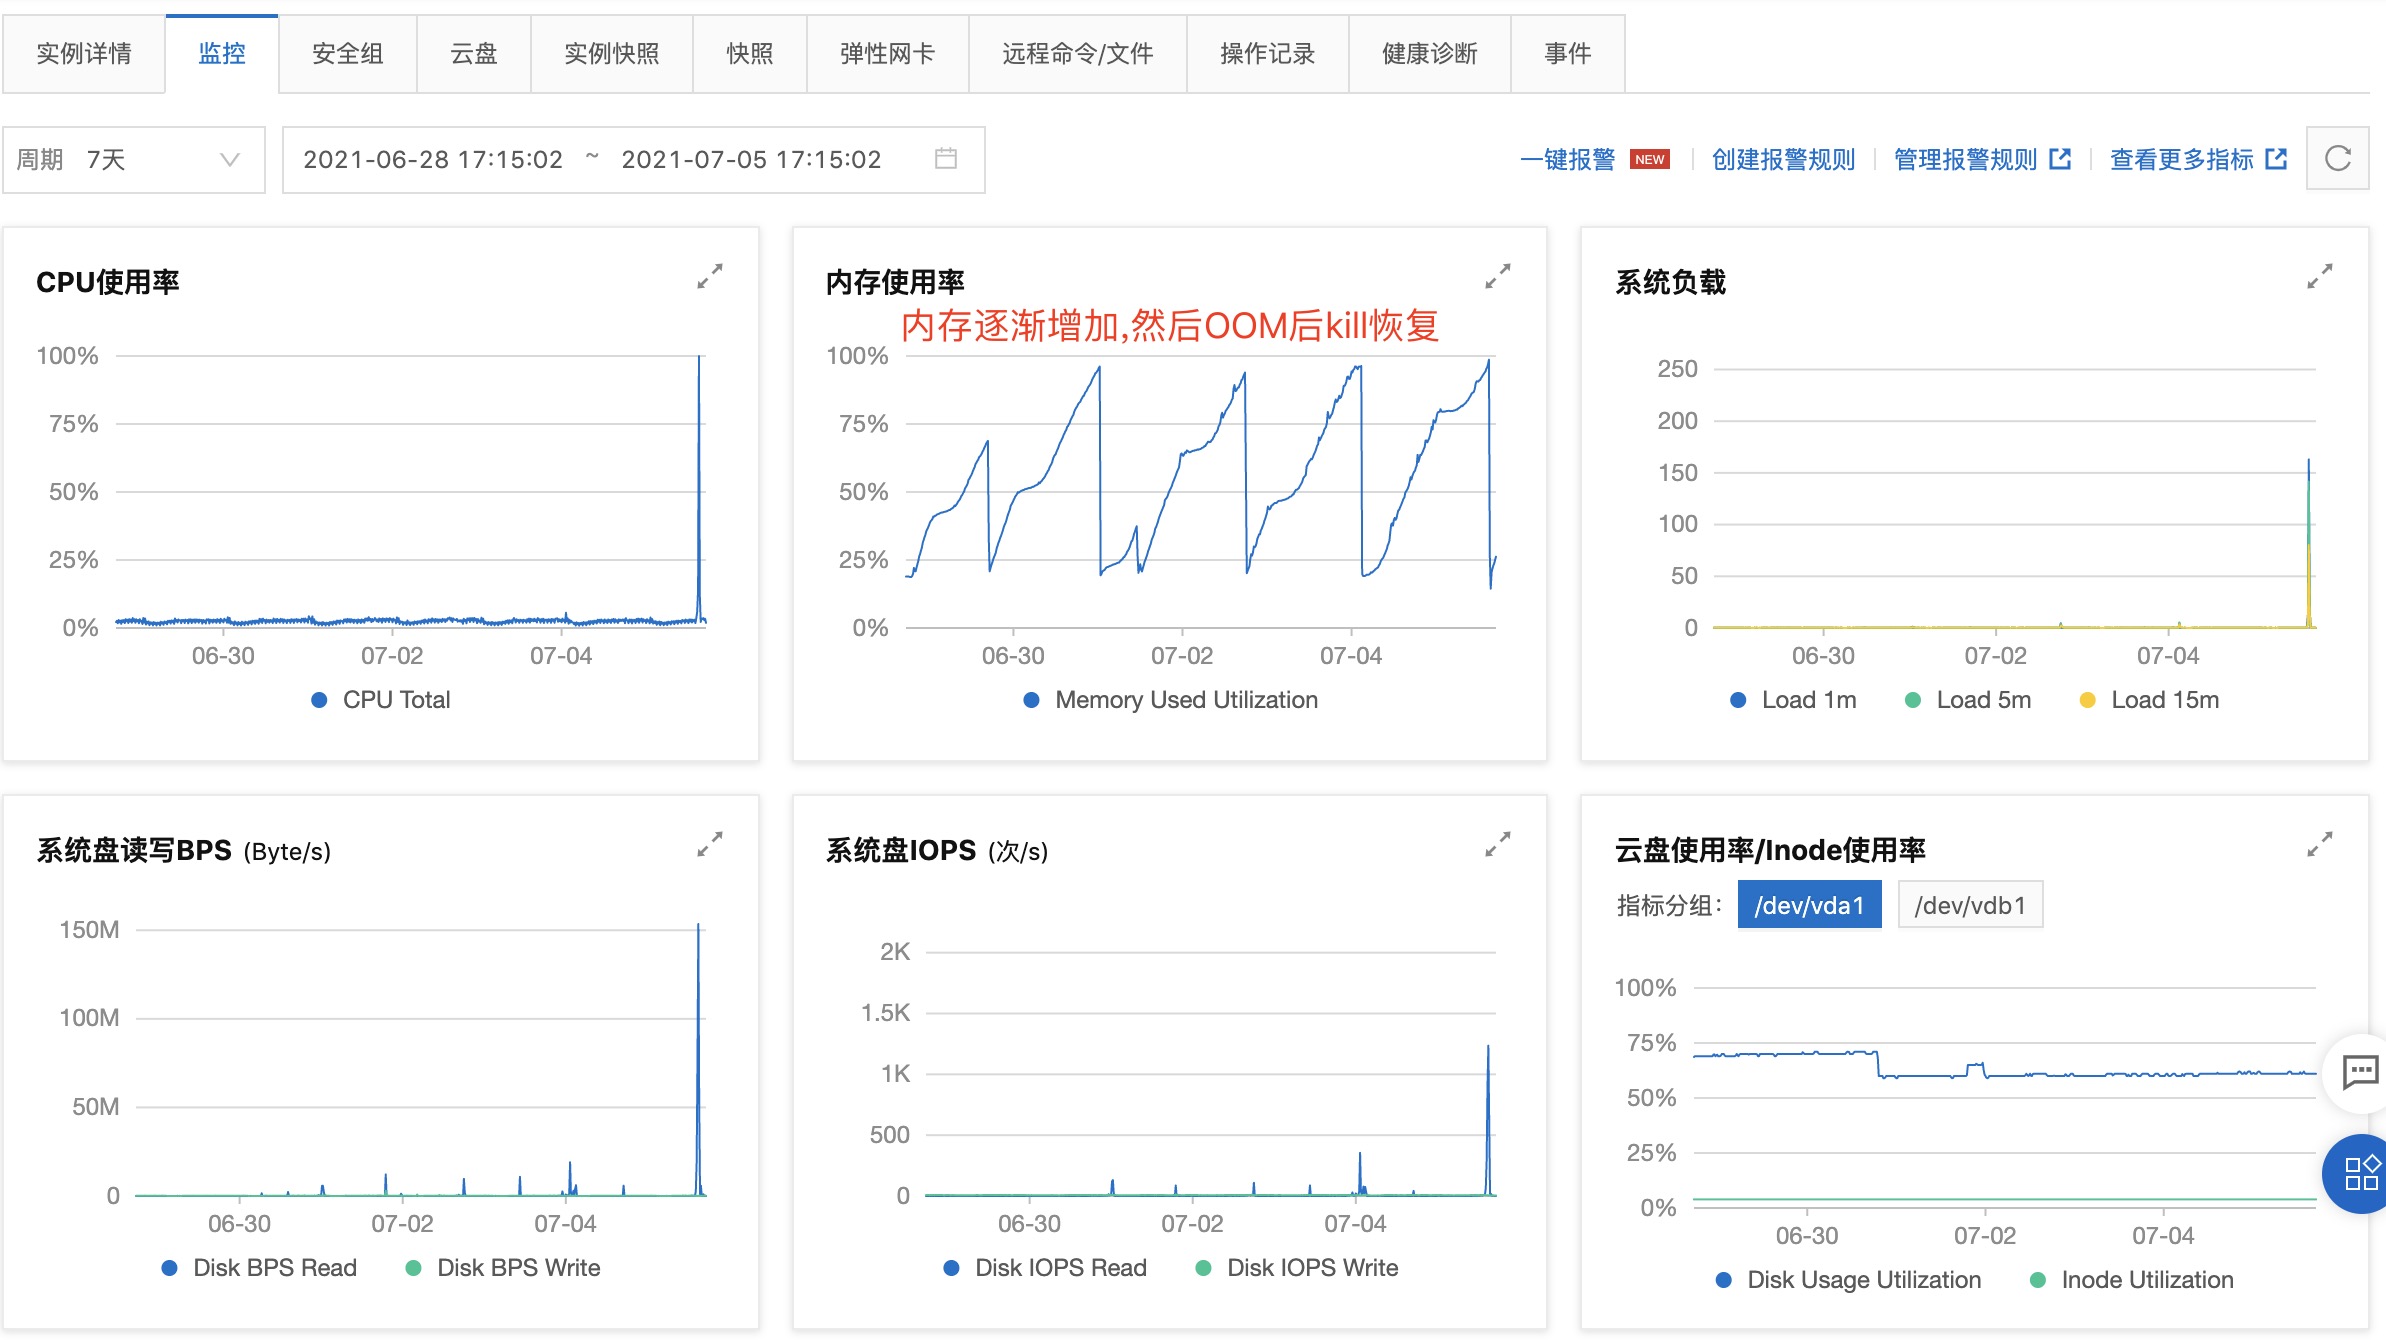 实例详情 监控 安全组 云盘 实例快照 快照 弹性网卡 远程命令/文件 操作记录 健康诊断 事件
周期 7天 2021-06-28 17:15:02 ~ 2021-07-05 17:15:02 一键报警 NEW 创建报警规则 管理报警规则 查看更多指标
CPU使用率
100%
75%
50%
25%
0%
06-30 07-02 07-04
CPU Total
内存使用率
内存逐渐增加,然后OOM后kill恢复
100%
75%
50%
25%
0%
06-30 07-02 07-04
Memory Used Utilization
系统负载
250
200
150
100
50
0
06-30 07-02 07-04
Load 1m Load 5m Load 15m
系统盘读写BPS (Byte/s)
150M
100M
50M
0
06-30 07-02 07-04
Disk BPS Read Disk BPS Write
系统盘IOPS (次/s)
2K
1.5K
1K
500
0
06-30 07-02 07-04
Disk IOPS Read Disk IOPS Write
云盘使用率/Inode使用率
指标分组: /dev/vda1 /dev/vdb1
100%
75%
50%
25%
0%
06-30 07-02 07-04
Disk Usage Utilization Inode Utilization